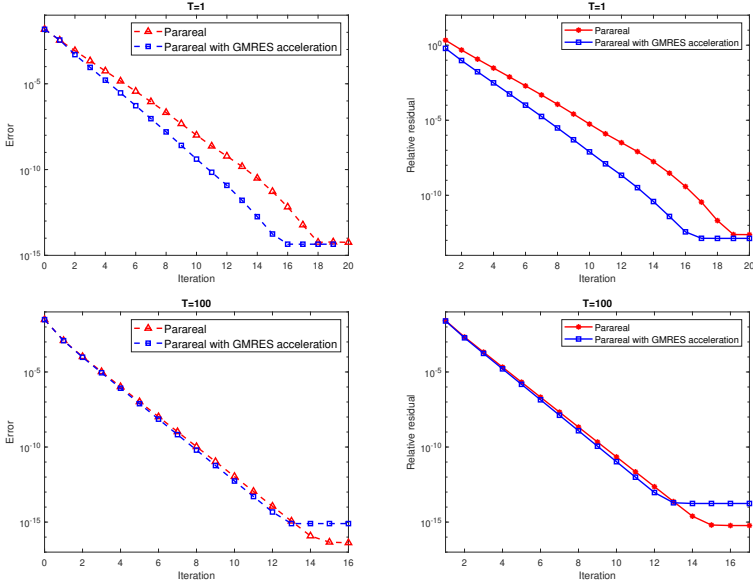 T=1
10^-5
10^-10
10^-15
Error
0 2 4 6 8 10 12 14 16 18 20
Iteration
Parareal
Parareal with GMRES acceleration
T=1
10^0
10^-5
10^-10
Relative residual
2 4 6 8 10 12 14 16 18 20
Iteration
Parareal
Parareal with GMRES acceleration
T=100
10^-5
10^-10
10^-15
Error
0 2 4 6 8 10 12 14 16
Iteration
Parareal
Parareal with GMRES acceleration
T=100
10^-5
10^-10
10^-15
Relative residual
2 4 6 8 10 12 14 16
Iteration
Parareal
Parareal with GMRES acceleration